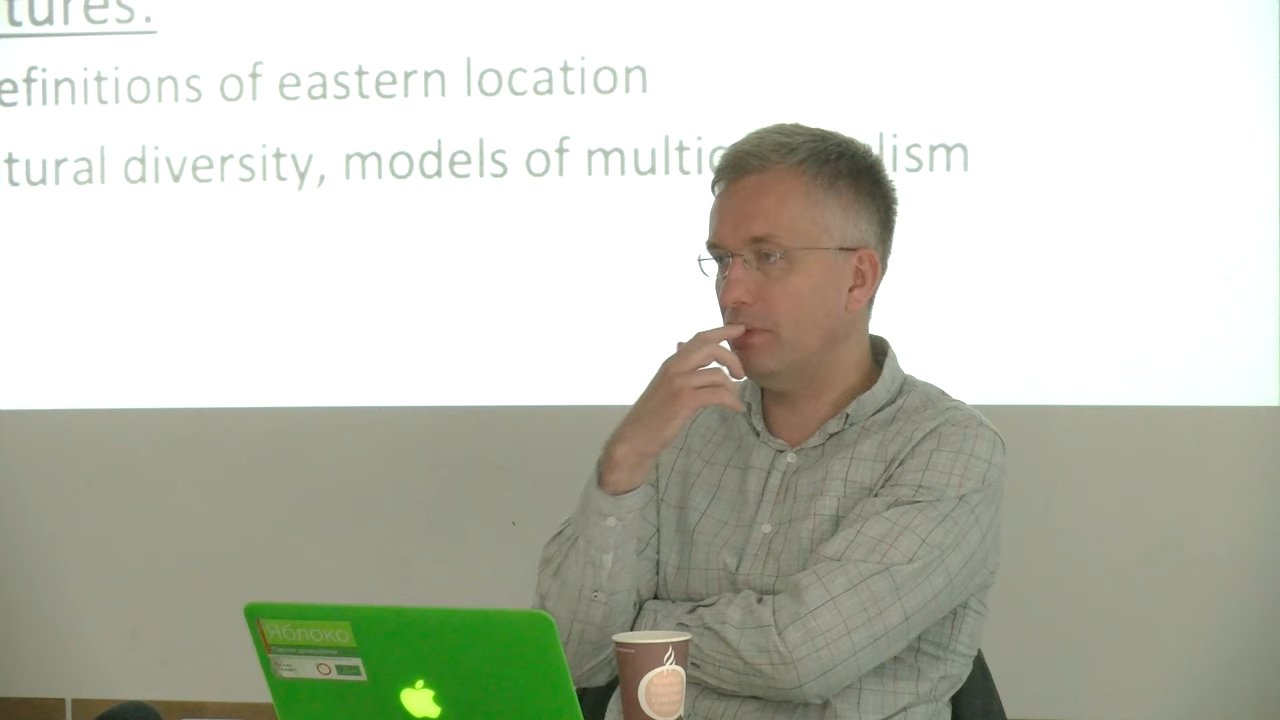 tures:
efinitions of eastern location
tural diversity, models of multic lism
Яблоко